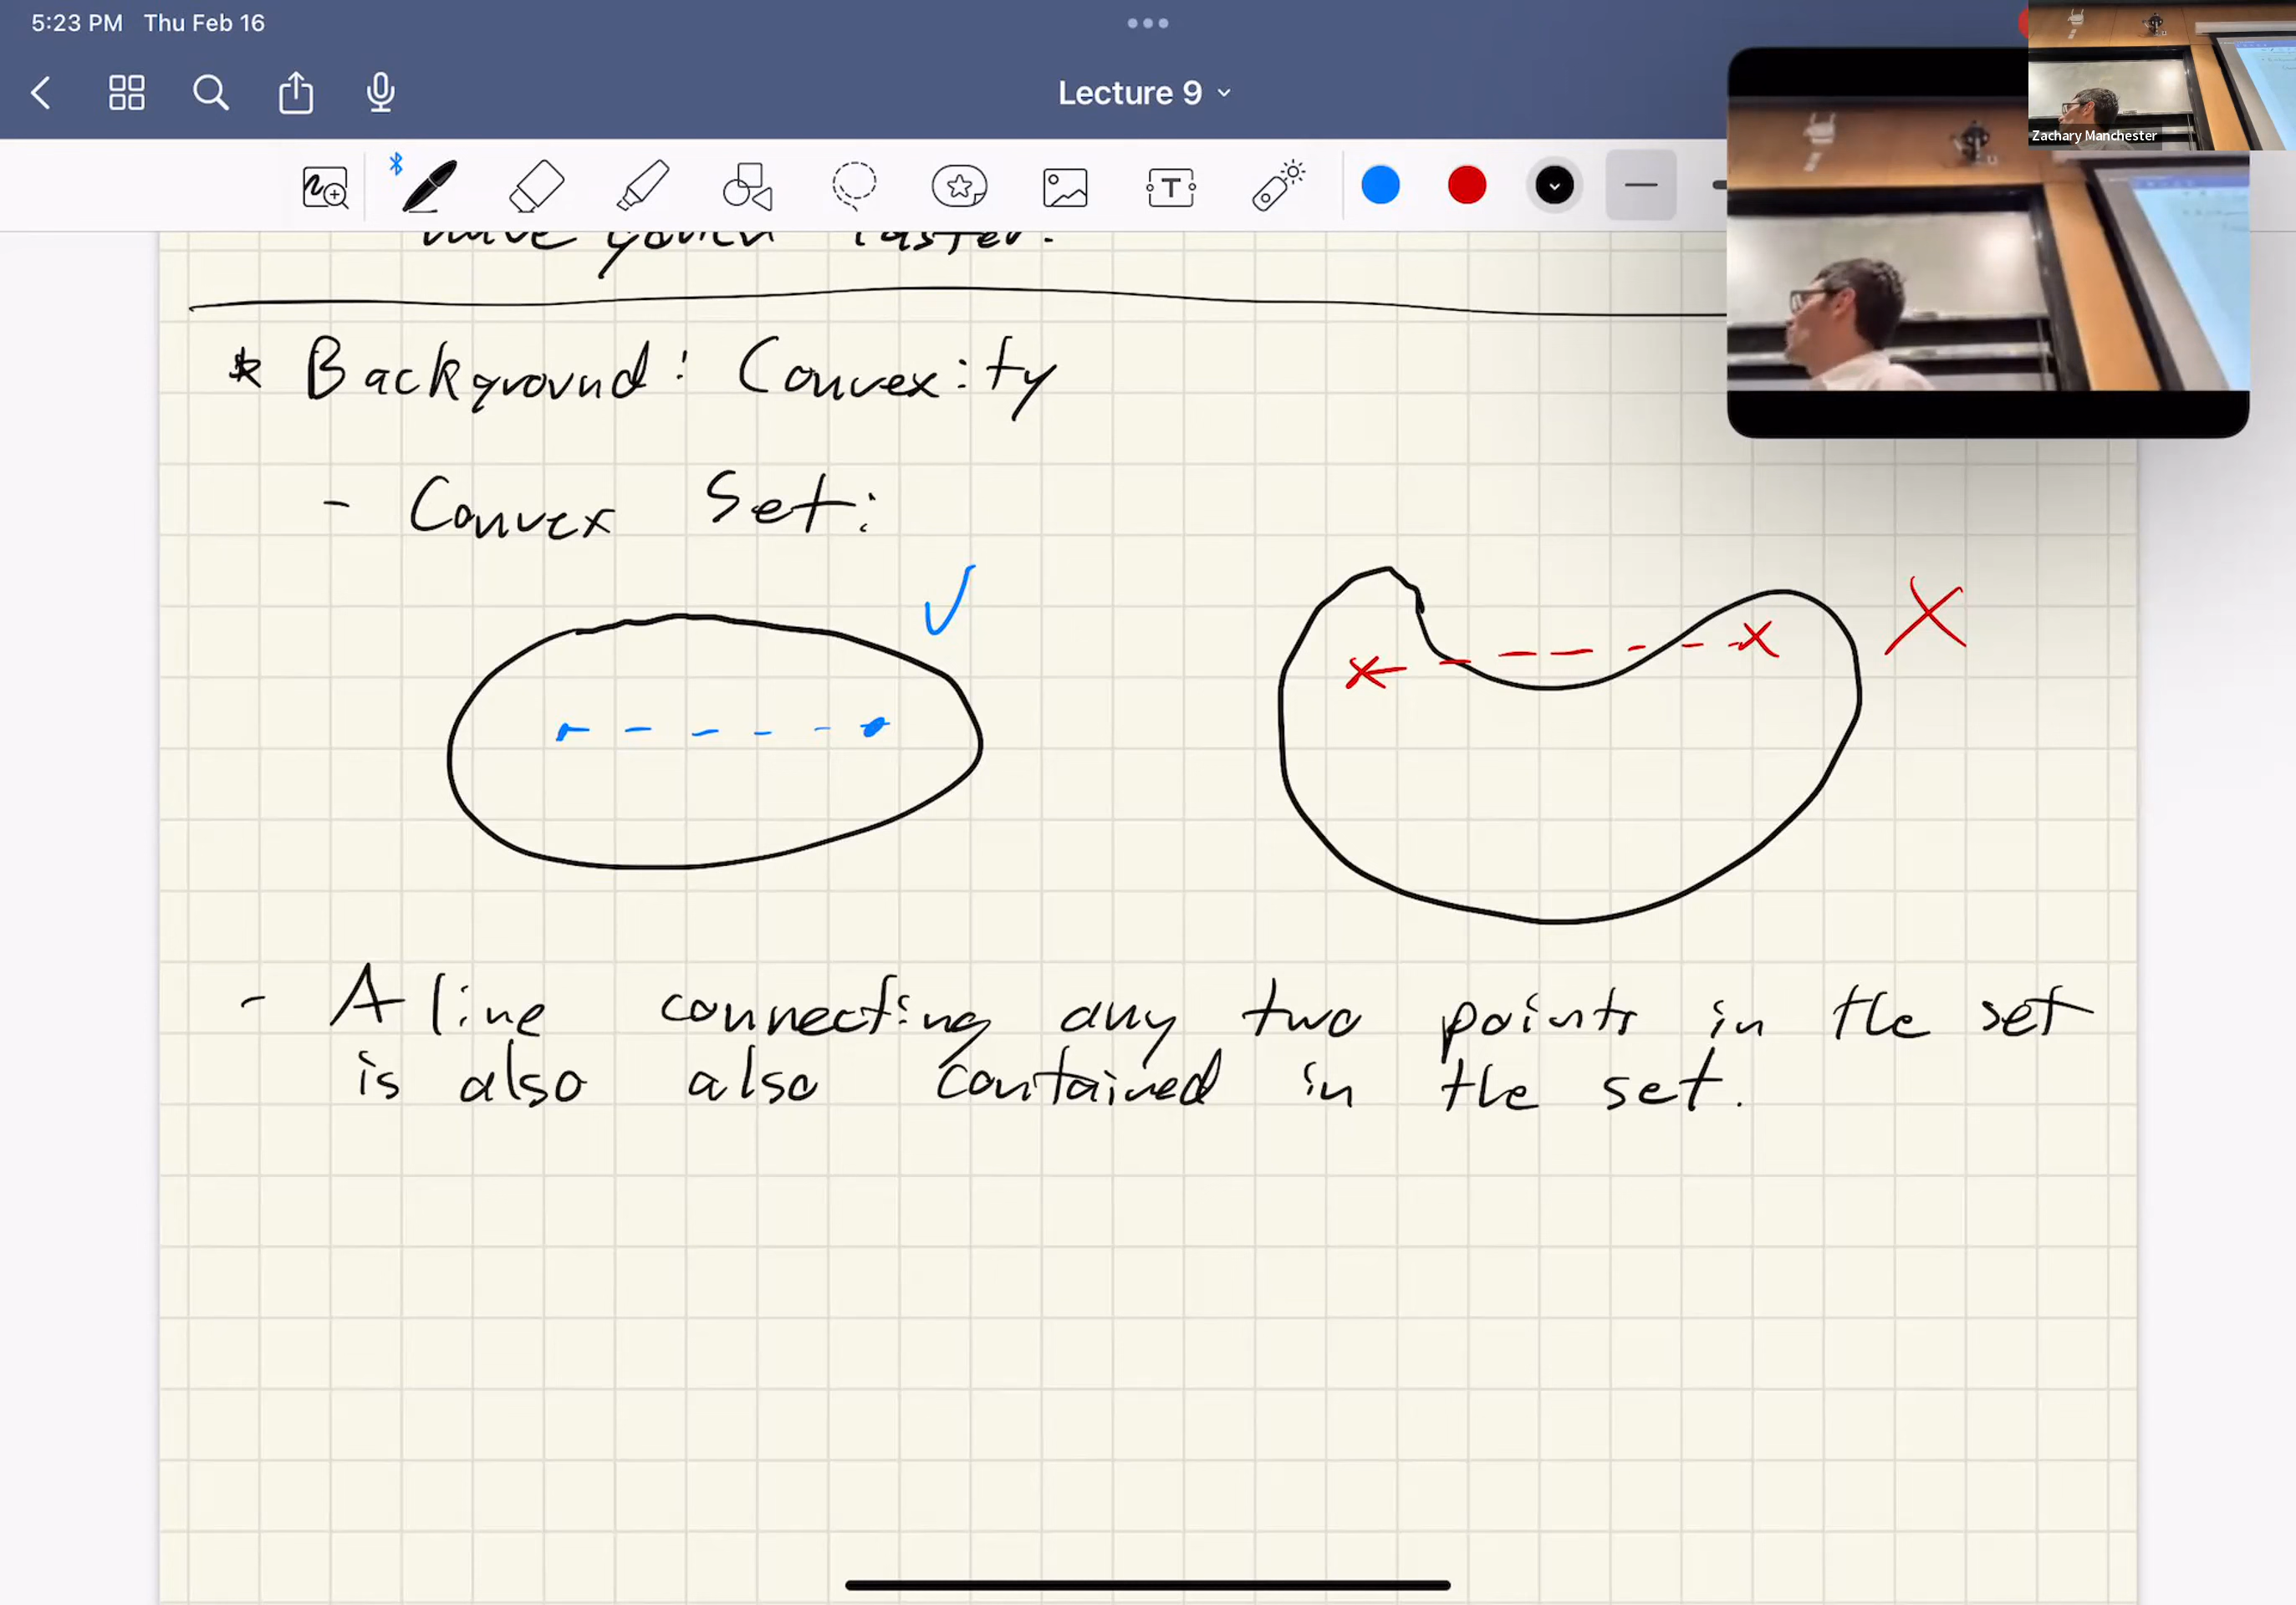 5:23 PM Thu Feb 16
Lecture 9
Zachary Manchester
T
faster.
* Background: Convexity
- Convex Set:
- A line connecting any two points in the set
is also also contained in the set.